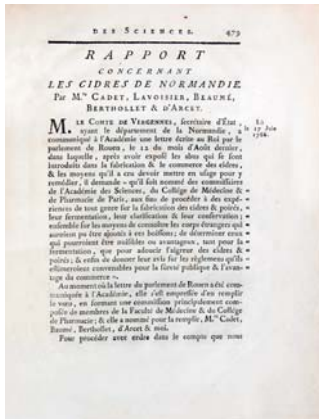 DES SCIENCES. 479
RAPPORT
CONCERNANT
LES CIDRES DE NORMANDIE.
Par M.rs CADET, LAVOISIER, BEAUMÉ,
BERTHOLLET & D'ARCET.
M. LE COMTE DE VERGENNES, secrétaire d'État,
ayant le département de la Normandie, a
communiqué à l'Académie une lettre écrite au Roi par le
parlement de Rouen, le 12 du mois d'Août dernier,
dans laquelle, après avoir exposé les abus qui se sont
introduits dans la fabrication & le commerce des cidres,
& les moyens qu'il a cru devoir mettre en usage pour y
remédier, il demande « qu'il soit nommé des commissaires
de l'Académie des Sciences, du Collége de Médecine &
de Pharmacie de Paris, aux fins de procéder à des expé-
riences de tout genre sur la fabrication des cidres & poirés,
leur fermentation, leur clarification & leur conservation;
ensemble sur les moyens de connoître les corps étrangers qui
auroient pu être ajoutés à ces boissons; de déterminer ceux
qui pourroient être nuisibles ou avantageux, tant pour la
fermentation, que pour adoucir l'aigreur des cidres &
poirés; & enfin de donner leur avis sur les réglemens qu'ils
estimeroient convenables pour la sûreté publique & l'avan-
tage du commerce ».
Au moment où la lettre du parlement de Rouen a été com-
muniquée à l'Académie, elle s'est empressée d'en remplir
le vœu, en formant une commission principalement com-
posée de membres de la Faculté de Médecine & du Collége
de Pharmacie; & elle a nommé pour la remplir, M.rs Cadet,
Baumé, Berthollet, d'Arcet & moi.
Pour procéder avec ordre dans le compte que nous
Lû
le 17 Juin
1786.